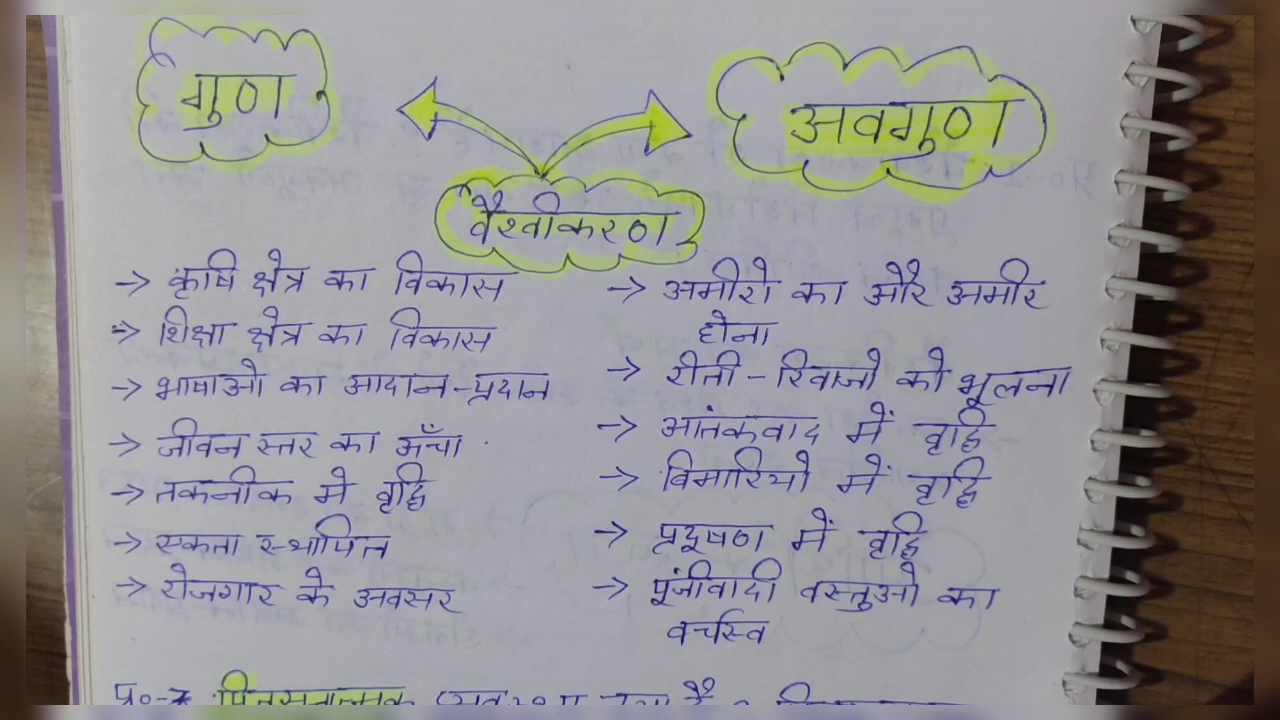 गुण
अवगुण
वैश्वीकरण
-> कृषि क्षेत्र का विकास
-> शिक्षा क्षेत्र का विकास
-> भाषाओ का आदान-प्रदान
-> जीवन स्तर का ऊँचा
-> तकनीक मे वृद्धि
-> एकता स्थापित
-> रोजगार के अवसर
-> अमीरो का और अमीर
होना
-> रीती-रिवाजो को भूलना
-> आतंकवाद में वृद्धि
-> विमारियो में वृद्धि
-> प्रदूषण में वृद्धि
-> पूंजीवादी वस्तुओ का
वर्चस्व
प्र०-